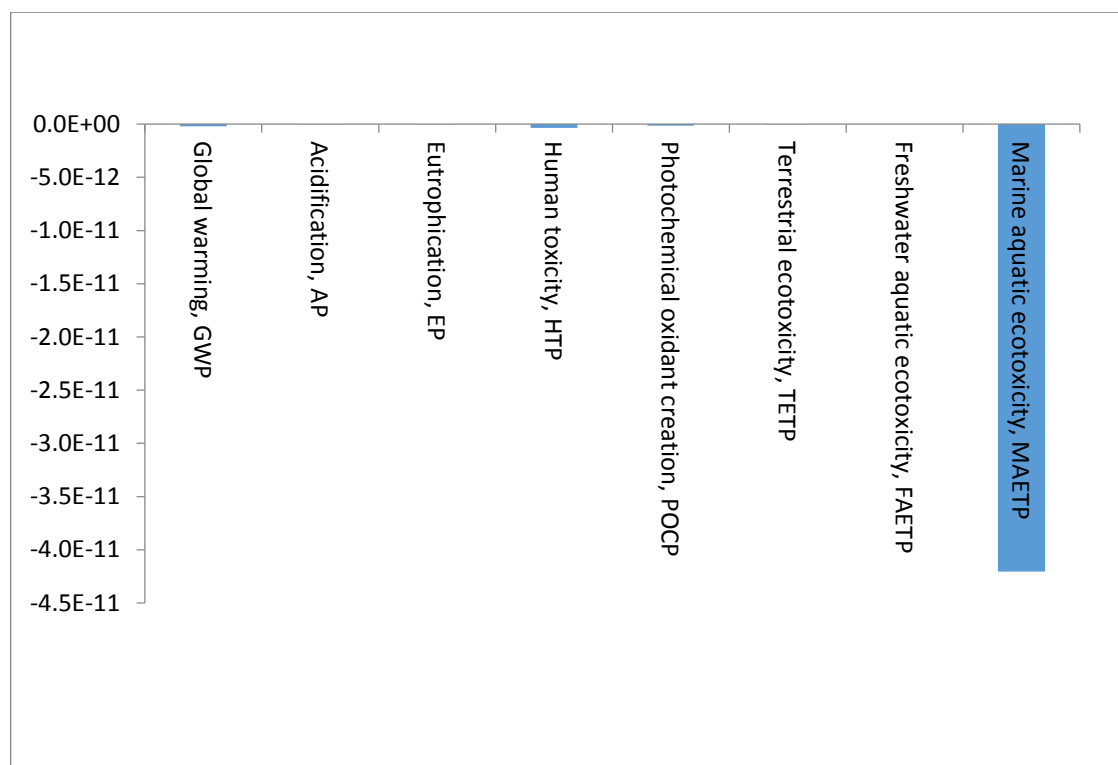 0.0E+00
-5.0E-12
-1.0E-11
-1.5E-11
-2.0E-11
-2.5E-11
-3.0E-11
-3.5E-11
-4.0E-11
-4.5E-11
Global warming, GWP
Acidification, AP
Eutrophication, EP
Human toxicity, HTP
Photochemical oxidant creation, POCP
Terrestrial ecotoxicity, TETP
Freshwater aquatic ecotoxicity, FAETP
Marine aquatic ecotoxicity, MAETP